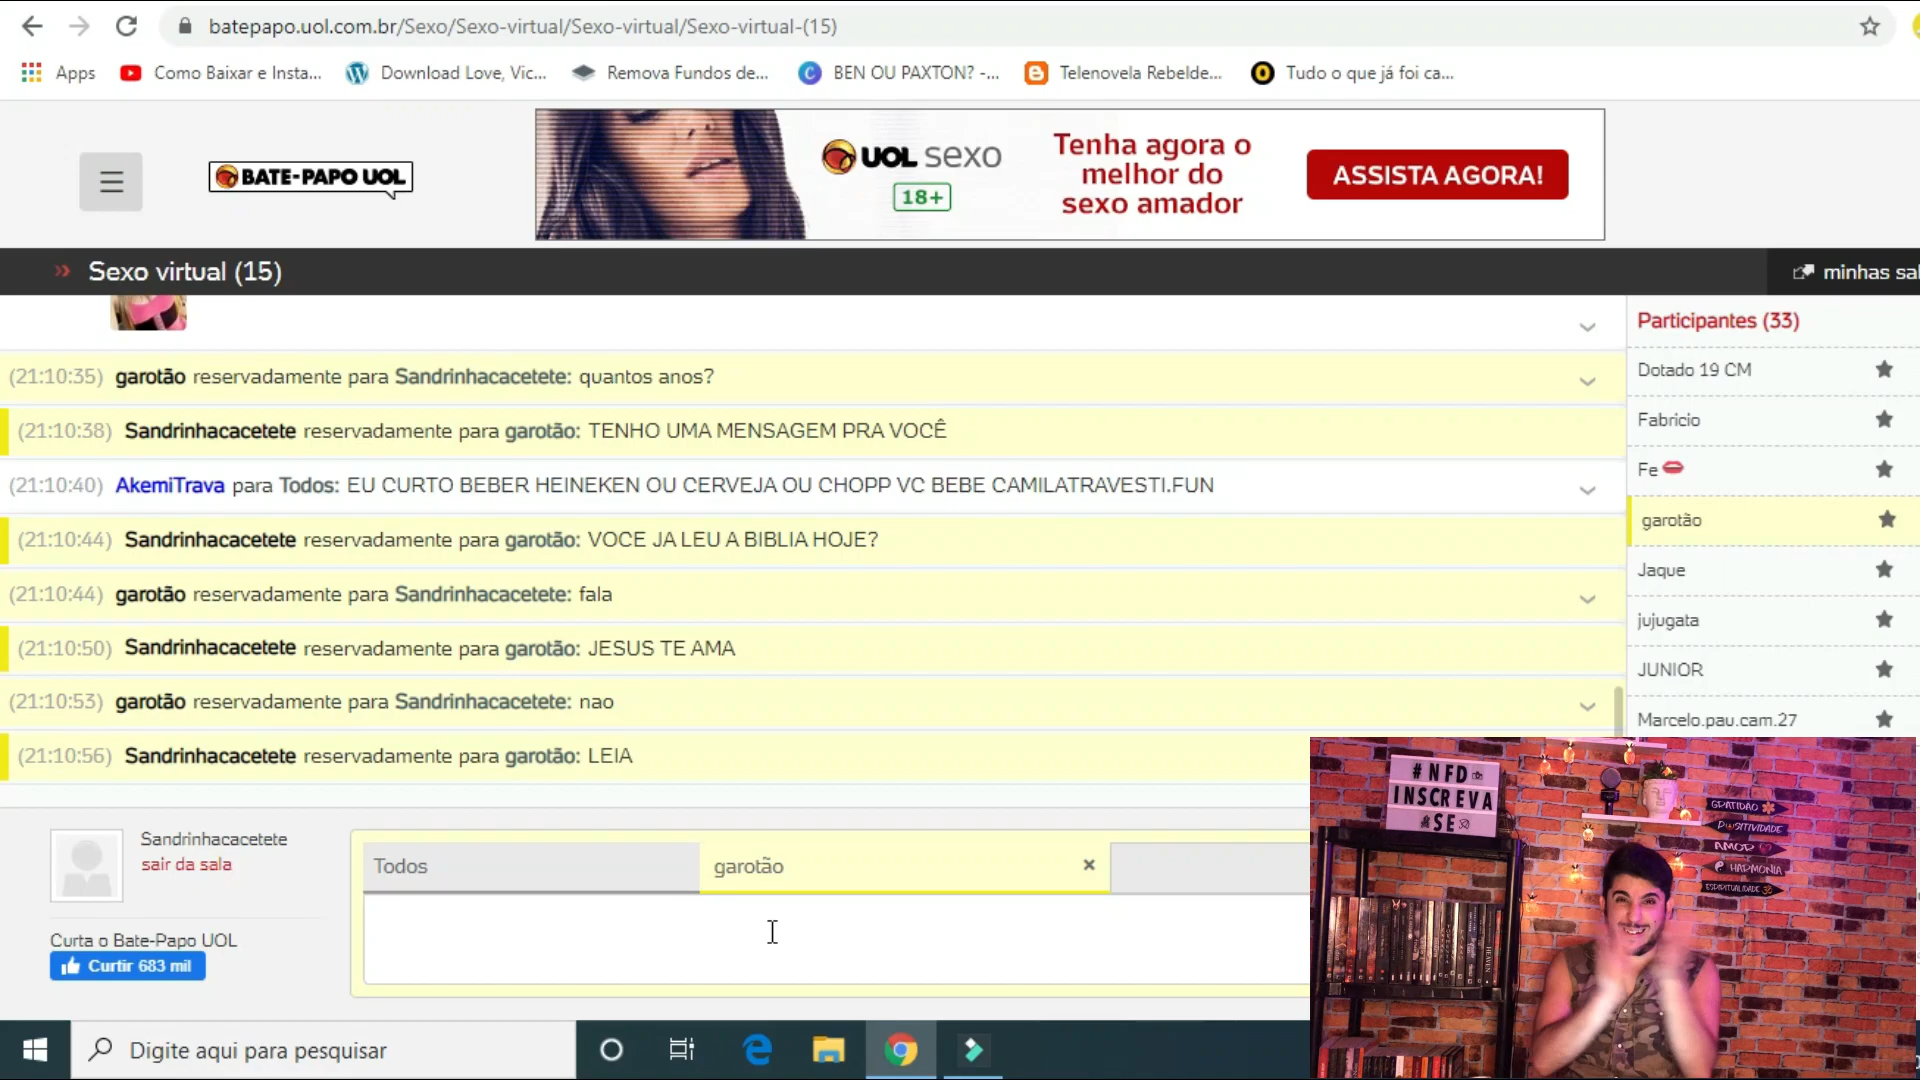 batepapo.uol.com.br/Sexo/Sexo-virtual/Sexo-virtual/Sexo-virtual-(15)
Apps
Como Baixar e Insta...
Download Love, Vic...
Remova Fundos de...
BEN OU PAXTON? -...
Telenovela Rebelde...
Tudo o que já foi ca...
BATE-PAPO UOL
UOL sexo
18+
Tenha agora o
melhor do
sexo amador
ASSISTA AGORA!
Sexo virtual (15)
minhas sal
(21:10:35) garotão reservadamente para Sandrinhacacetete: quantos anos?
(21:10:38) Sandrinhacacetete reservadamente para garotão: TENHO UMA MENSAGEM PRA VOCÊ
(21:10:40) AkemiTrava para Todos: EU CURTO BEBER HEINEKEN OU CERVEJA OU CHOPP VC BEBE CAMILATRAVESTI.FUN
(21:10:44) Sandrinhacacetete reservadamente para garotão: VOCE JA LEU A BIBLIA HOJE?
(21:10:44) garotão reservadamente para Sandrinhacacetete: fala
(21:10:50) Sandrinhacacetete reservadamente para garotão: JESUS TE AMA
(21:10:53) garotão reservadamente para Sandrinhacacetete: nao
(21:10:56) Sandrinhacacetete reservadamente para garotão: LEIA
Participantes (33)
Dotado 19 CM
Fabricio
Fe
garotão
Jaque
jujugata
JUNIOR
Marcelo.pau.cam.27
Sandrinhacacetete
sair da sala
Curta o Bate-Papo UOL
Curtir 683 mil
Todos
garotão
#NFD
INSCREVA
SE
GRATIDÃO
POSITIVIDADE
AMOR
HARMONIA
ESPIRITUALIDADE
Digite aqui para pesquisar